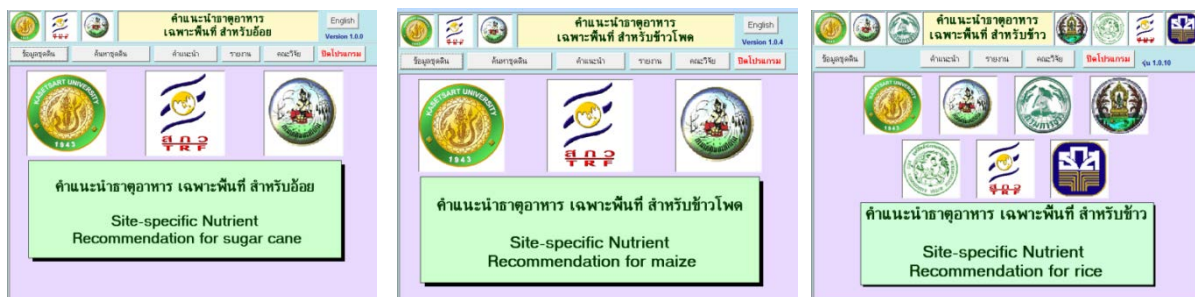 คำแนะนำธาตุอาหาร
เฉพาะพื้นที่ สำหรับอ้อย
English
Version 1.0.0
ข้อมูลชุดดิน
ค้นหาชุดดิน
คำแนะนำ
รายงาน
คณะวิจัย
ปิดโปรแกรม
KASETSART UNIVERSITY
1943
สกว
TRF
คำแนะนำธาตุอาหาร เฉพาะพื้นที่ สำหรับอ้อย
Site-specific Nutrient
Recommendation for sugar cane
คำแนะนำธาตุอาหาร
เฉพาะพื้นที่ สำหรับข้าวโพด
English
Version 1.0.4
ข้อมูลชุดดิน
ค้นหาชุดดิน
คำแนะนำ
รายงาน
คณะวิจัย
ปิดโปรแกรม
KASETSART UNIVERSITY
1943
สกว
TRF
คำแนะนำธาตุอาหาร เฉพาะพื้นที่ สำหรับข้าวโพด
Site-specific Nutrient
Recommendation for maize
คำแนะนำธาตุอาหาร
เฉพาะพื้นที่ สำหรับข้าว
ข้อมูลชุดดิน
คำแนะนำ
รายงาน
คณะวิจัย
ปิดโปรแกรม
รุ่น 1.0.10
1943
สกว
TRF
คำแนะนำธาตุอาหาร เฉพาะพื้นที่ สำหรับข้าว
Site-specific Nutrient
Recommendation for rice